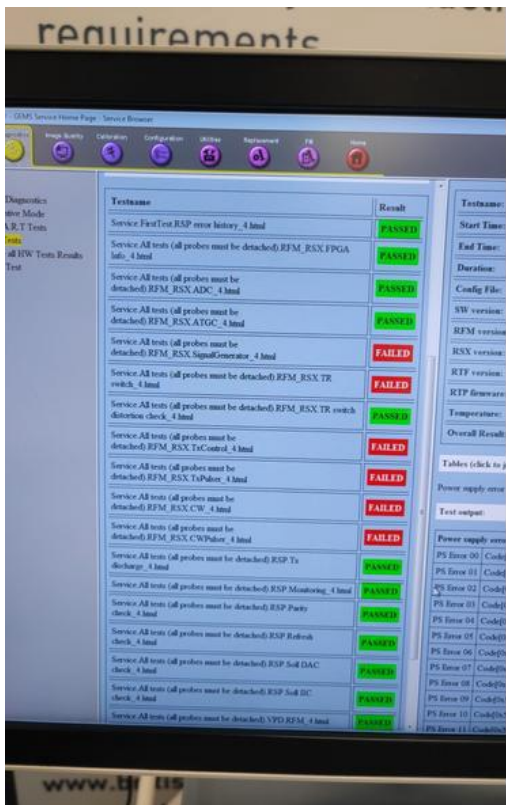 requirements
GEMS Service Home Page - Service Browser
Image Quality
Calibration
Configuration
Utilities
Replacement
Home
Diagnostics
Mode
Tests
all HW Tests Results
Test
Testname Result
Service.FirstTest.RSP error history_4.html PASSED
Service.All tests (all probes must be detached).RFM_RSX.FPGA
Info_4.html PASSED
Service.All tests (all probes must be
detached).RFM_RSX.ADC_4.html PASSED
Service.All tests (all probes must be
detached).RFM_RSX.ATGC_4.html PASSED
Service.All tests (all probes must be
detached).RFM_RSX.SignalGenerator_4.html FAILED
Service.All tests (all probes must be detached).RFM_RSX.TR
switch_4.html FAILED
Service.All tests (all probes must be detached).RFM_RSX.TR switch
distortion check_4.html PASSED
Service.All tests (all probes must be
detached).RFM_RSX.TxControl_4.html FAILED
Service.All tests (all probes must be
detached).RFM_RSX.TxPulser_4.html FAILED
Service.All tests (all probes must be
detached).RFM_RSX.CW_4.html FAILED
Service.All tests (all probes must be
detached).RFM_RSX.CWPulser_4.html FAILED
Service.All tests (all probes must be detached).RSP.Tx
discharge_4.html PASSED
Service.All tests (all probes must be detached).RSP.Monitoring_4.html PASSED
Service.All tests (all probes must be detached).RSP.Parity
check_4.html PASSED
Service.All tests (all probes must be detached).RSP.Refresh
check_4.html PASSED
Service.All tests (all probes must be detached).RSP.Soft DAC
check_4.html PASSED
Service.All tests (all probes must be detached).RSP.Soft IIC
check_4.html PASSED
Service.All tests (all probes must be detached).VPD.RFM_4.html PASSED
Testname:
Start Time:
End Time:
Duration:
Config File:
SW version:
RFM version
RSX version:
RTF version:
RTP firmware
Temperature:
Overall Result
Tables (click to
Power supply error
Test output:
Power supply
PS Error 00
PS Error 01
PS Error 02
PS Error 03
PS Error 04
PS Error 05
PS Error 06
PS Error 07
PS Error 08
PS Error 09
PS Error 10
PS Error 11